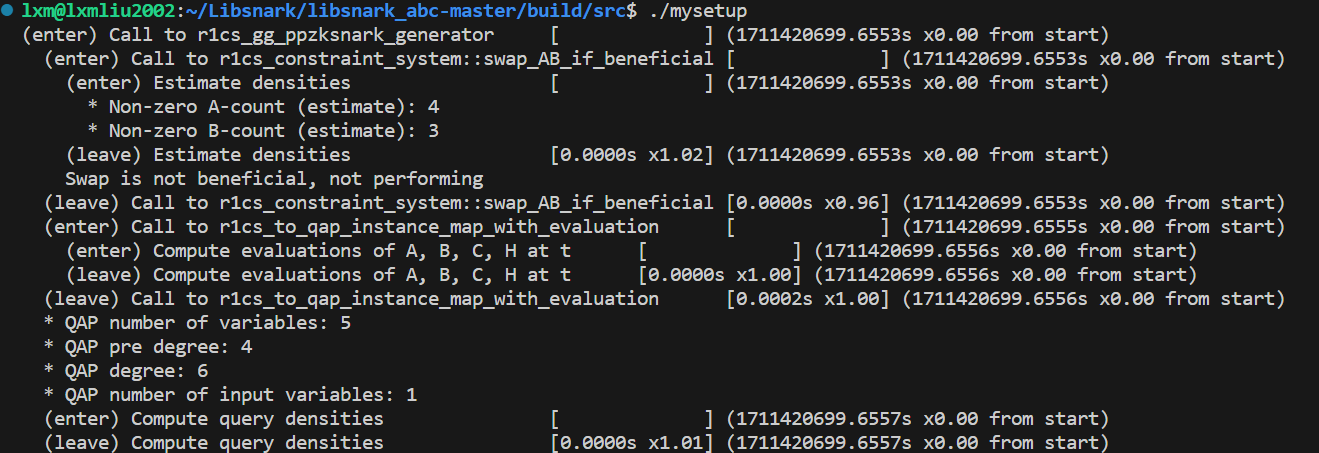 lxm@lxmliu2002:~/Libsnark/libsnark_abc-master/build/src$ ./mysetup
(enter) Call to r1cs_gg_ppzksnark_generator     [             ] (1711420699.6553s x0.00 from start)
(enter) Call to r1cs_constraint_system::swap_AB_if_beneficial [             ] (1711420699.6553s x0.00 from start)
(enter) Estimate densities                  [             ] (1711420699.6553s x0.00 from start)
* Non-zero A-count (estimate): 4
* Non-zero B-count (estimate): 3
(leave) Estimate densities                  [0.0000s x1.02] (1711420699.6553s x0.00 from start)
Swap is not beneficial, not performing
(leave) Call to r1cs_constraint_system::swap_AB_if_beneficial [0.0000s x0.96] (1711420699.6553s x0.00 from start)
(enter) Call to r1cs_to_qap_instance_map_with_evaluation      [             ] (1711420699.6555s x0.00 from start)
(enter) Compute evaluations of A, B, C, H at t      [             ] (1711420699.6556s x0.00 from start)
(leave) Compute evaluations of A, B, C, H at t      [0.0000s x1.00] (1711420699.6556s x0.00 from start)
(leave) Call to r1cs_to_qap_instance_map_with_evaluation      [0.0002s x1.00] (1711420699.6556s x0.00 from start)
* QAP number of variables: 5
* QAP pre degree: 4
* QAP degree: 6
* QAP number of input variables: 1
(enter) Compute query densities               [             ] (1711420699.6557s x0.00 from start)
(leave) Compute query densities               [0.0000s x1.01] (1711420699.6557s x0.00 from start)